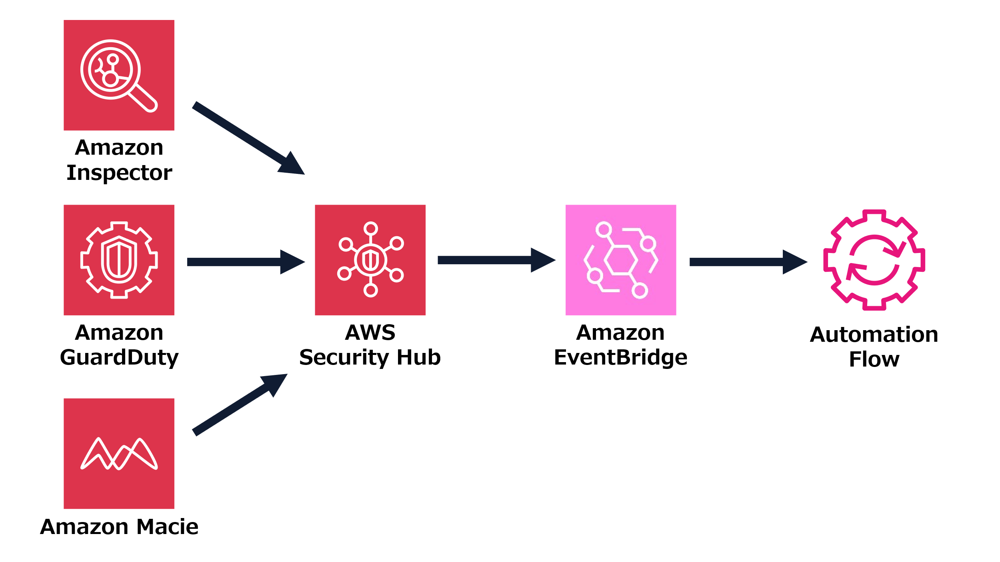 Amazon
Inspector
Amazon
GuardDuty
AWS
Security Hub
Amazon
EventBridge
Automation
Flow
Amazon Macie